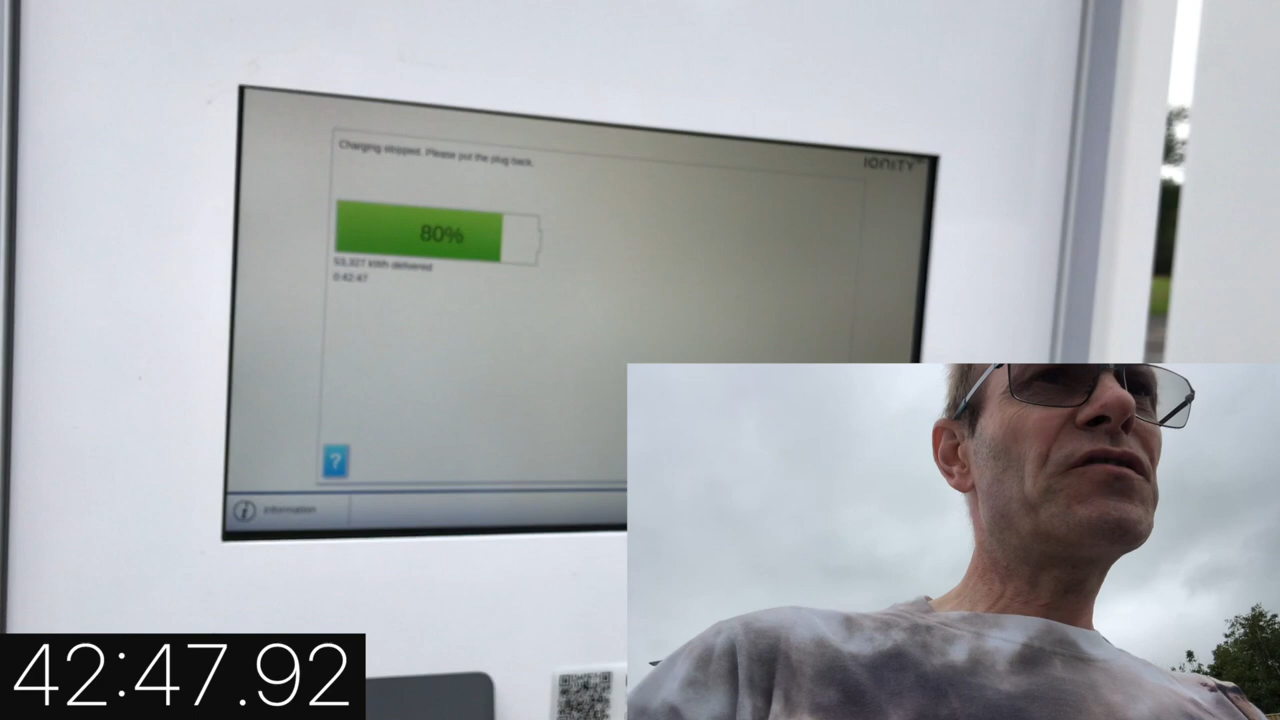 Charging stopped. Please put the plug back.
IONITY
80%
53,327 kWh delivered
0:42:47
?
i Information
42:47.92